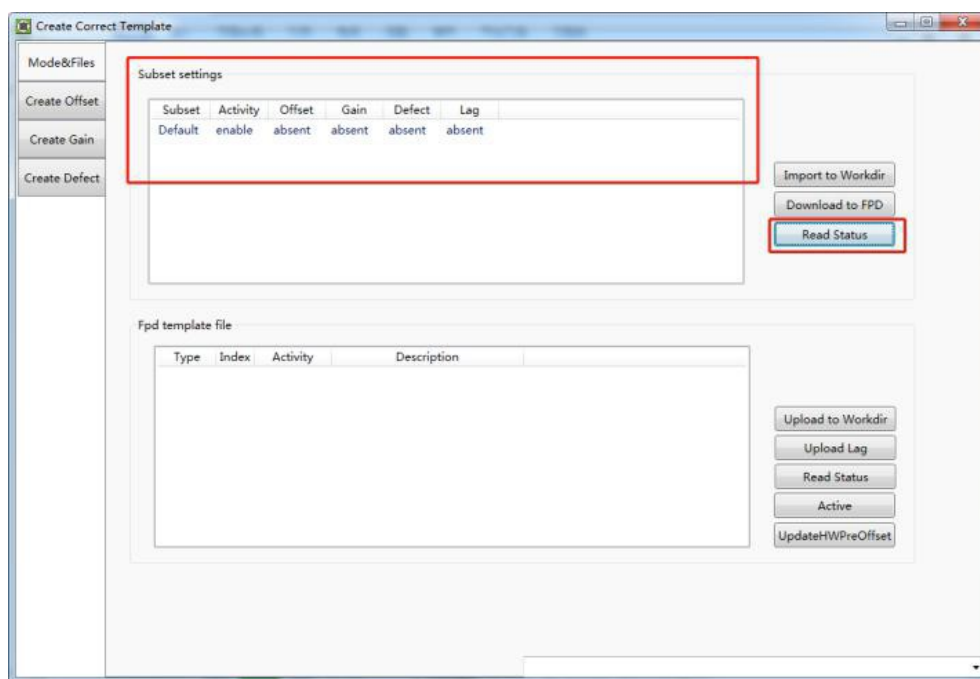 Create Correct Template
Mode&Files
Create Offset
Create Gain
Create Defect
Subset settings
Subset Activity Offset Gain Defect Lag
Default enable absent absent absent absent
Import to Workdir
Download to FPD
Read Status
Fpd template file
Type Index Activity Description
Upload to Workdir
Upload Lag
Read Status
Active
UpdateHWPreOffset